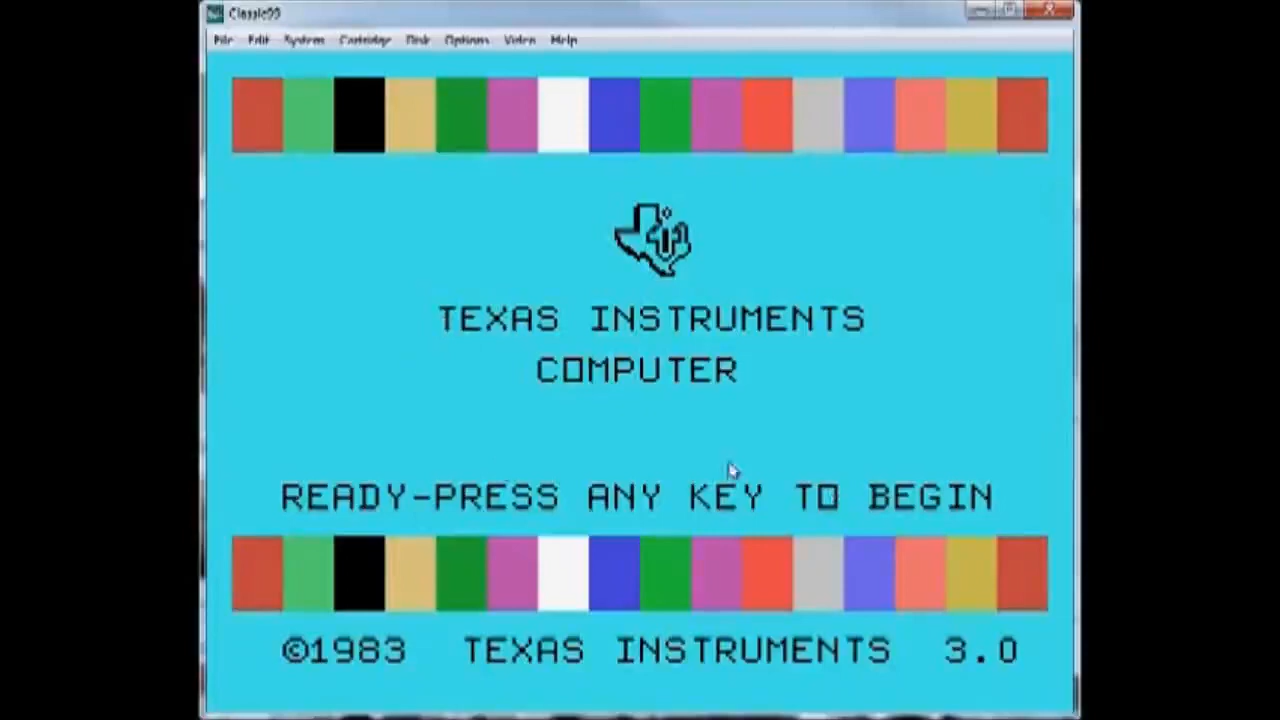 Classic99
File Edit System Cartridge Disk Options Video Help
TEXAS INSTRUMENTS
COMPUTER
READY-PRESS ANY KEY TO BEGIN
©1983 TEXAS INSTRUMENTS 3.0